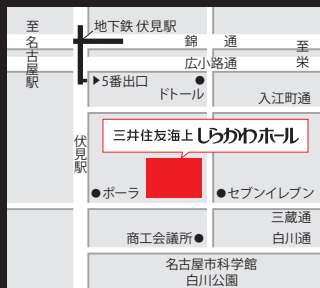 至名古屋駅
地下鉄 伏見駅
錦 通
至栄
広小路通
▶5番出口
ドトール
入江町通
三井住友海上 しらかわホール
伏見駅
ポーラ
セブンイレブン
三蔵通
商工会議所
白川通
名古屋市科学館
白川公園